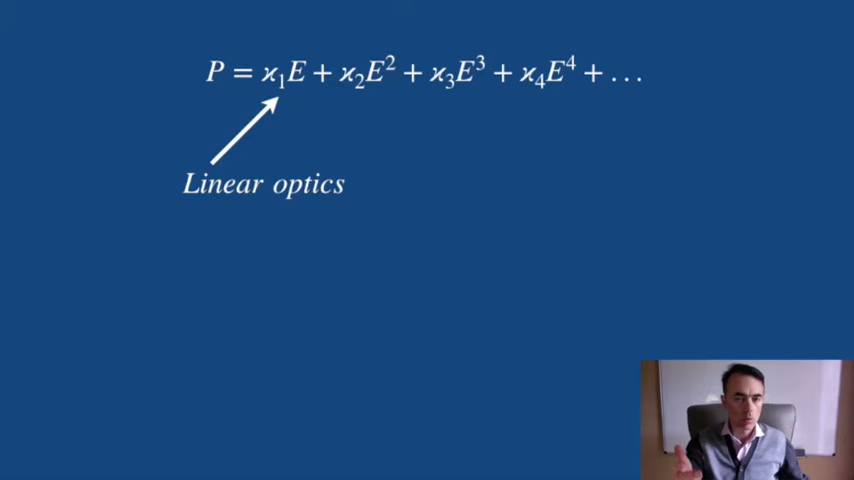 P = ϰ₁E + ϰ₂E² + ϰ₃E³ + ϰ₄E⁴ + …
Linear optics